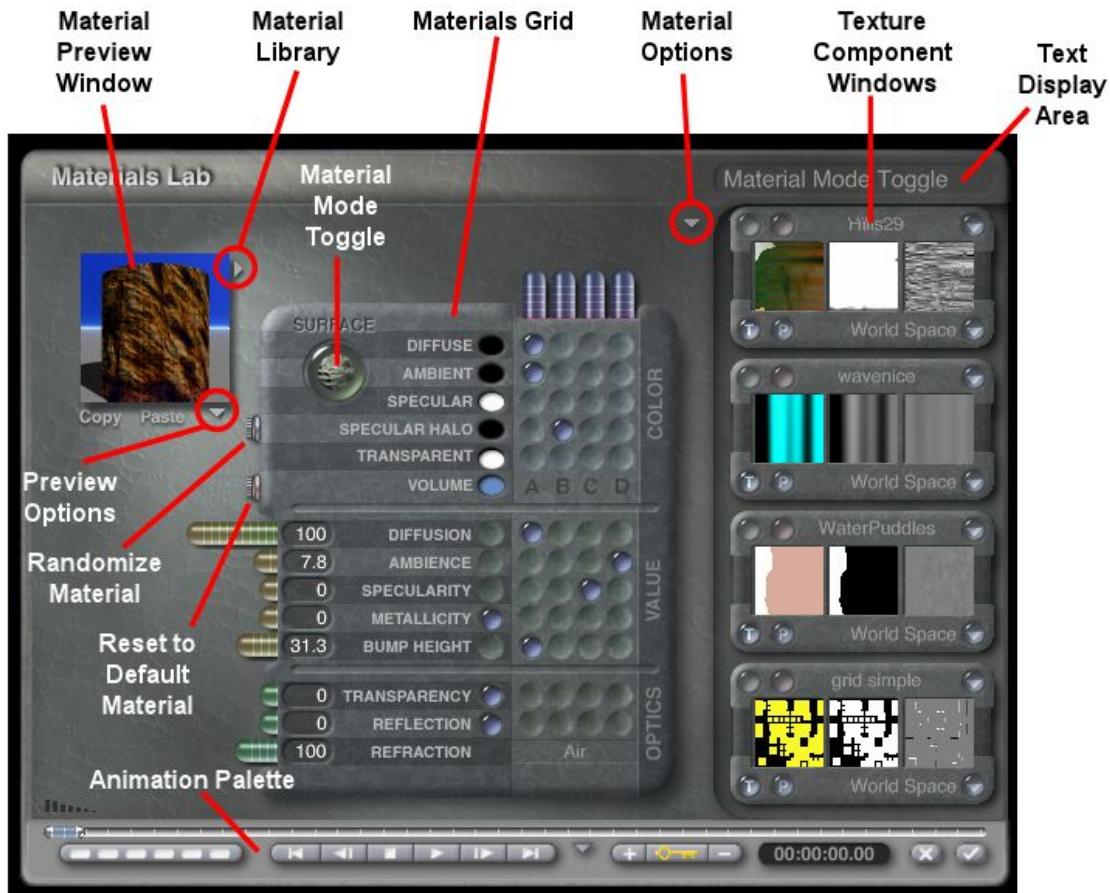 Material
Preview
Window
Material
Library
Materials Grid
Material
Options
Texture
Component
Windows
Text
Display
Area
Materials Lab
Material
Mode
Toggle
Material Mode Toggle
Hills29
T P World Space
SURFACE
DIFFUSE
AMBIENT
SPECULAR
SPECULAR HALO
TRANSPARENT
VOLUME
A B C D
COLOR
Copy Paste
wavenice
T P World Space
Preview
Options
Randomize
Material
Reset to
Default
Material
100 DIFFUSION
7.8 AMBIENCE
0 SPECULARITY
0 METALLICITY
31.3 BUMP HEIGHT
VALUE
WaterPuddles
T P World Space
0 TRANSPARENCY
0 REFLECTION
100 REFRACTION Air
OPTICS
grid simple
T P World Space
Animation Palette
00:00:00.00